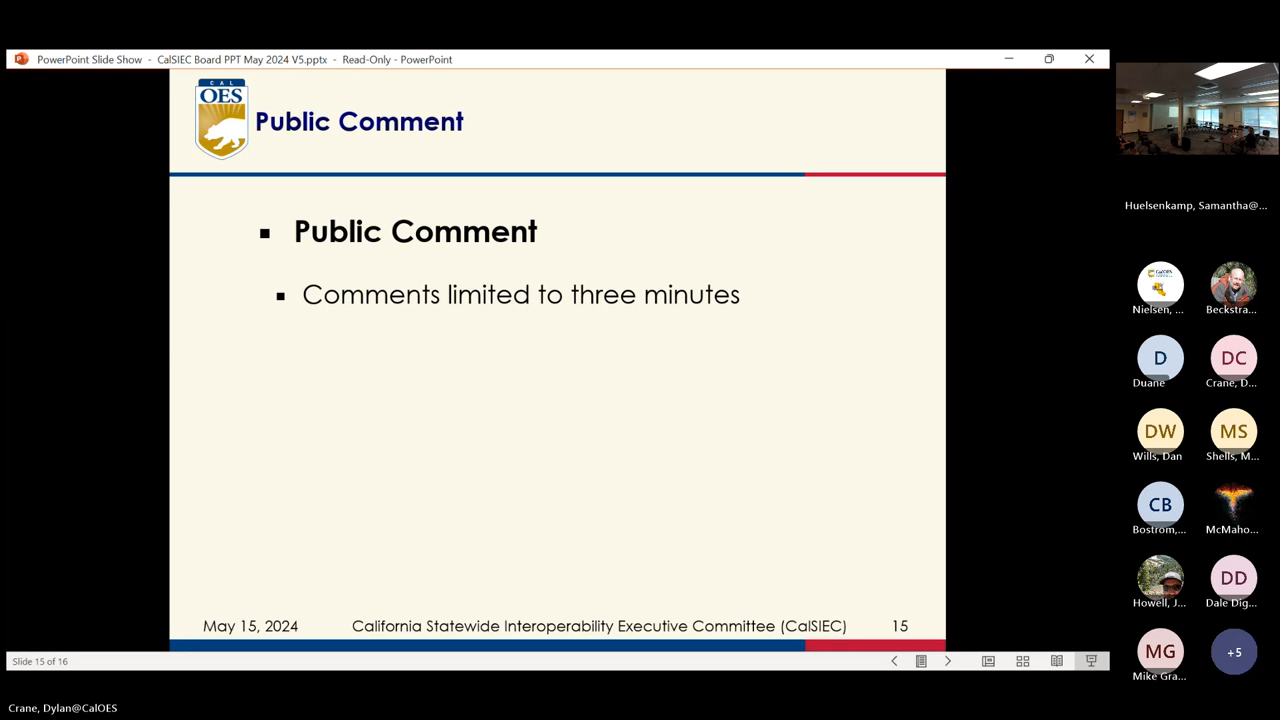 PowerPoint Slide Show - CalSIEC Board PPT May 2024 V5.pptx - Read-Only - PowerPoint
CAL
OES
Public Comment
▪ Public Comment
▪ Comments limited to three minutes
May 15, 2024 California Statewide Interoperability Executive Committee (CalSIEC) 15
Slide 15 of 16
Huelsenkamp, Samantha@...
Nielsen, ... Beckstra...
D DC
Duane Crane, D...
DW MS
Wills, Dan Shells, M...
CB
Bostrom,... McMaho...
DD
Howell, J... Dale Dig...
MG +5
Mike Gra...
Crane, Dylan@CalOES